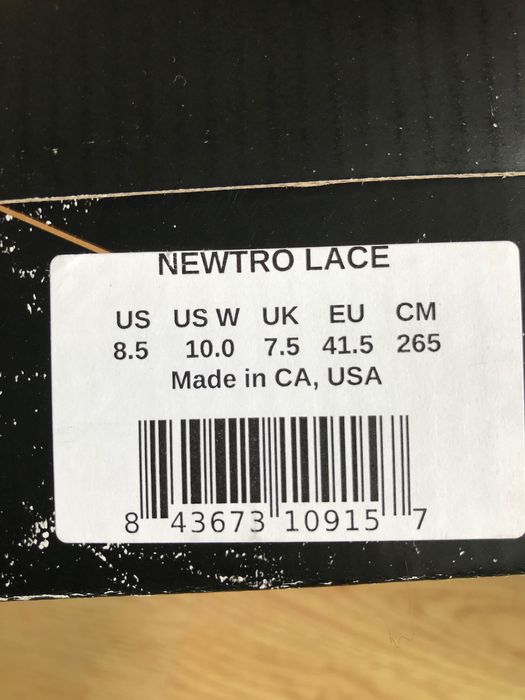 NEWTRO LACE
US US W UK EU CM
8.5 10.0 7.5 41.5 265
Made in CA, USA
8 43673 10915 7